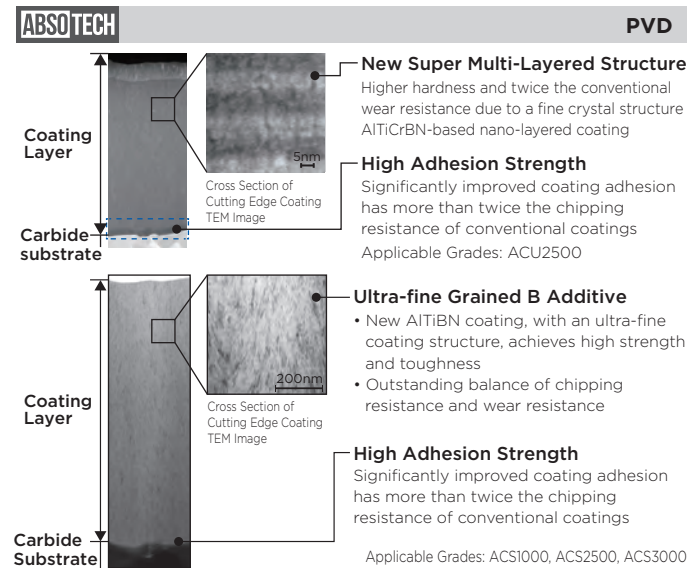 ABSOTECH
PVD
New Super Multi-Layered Structure
Higher hardness and twice the conventional
wear resistance due to a fine crystal structure
AlTiCrBN-based nano-layered coating
5nm
Cross Section of
Cutting Edge Coating
TEM Image
Coating
Layer
High Adhesion Strength
Significantly improved coating adhesion
has more than twice the chipping
resistance of conventional coatings
Applicable Grades: ACU2500
Carbide
substrate
Ultra-fine Grained B Additive
• New AlTiBN coating, with an ultra-fine
coating structure, achieves high strength
and toughness
• Outstanding balance of chipping
resistance and wear resistance
200nm
Cross Section of
Cutting Edge Coating
TEM Image
Coating
Layer
High Adhesion Strength
Significantly improved coating adhesion
has more than twice the chipping
resistance of conventional coatings
Carbide
Substrate
Applicable Grades: ACS1000, ACS2500, ACS3000